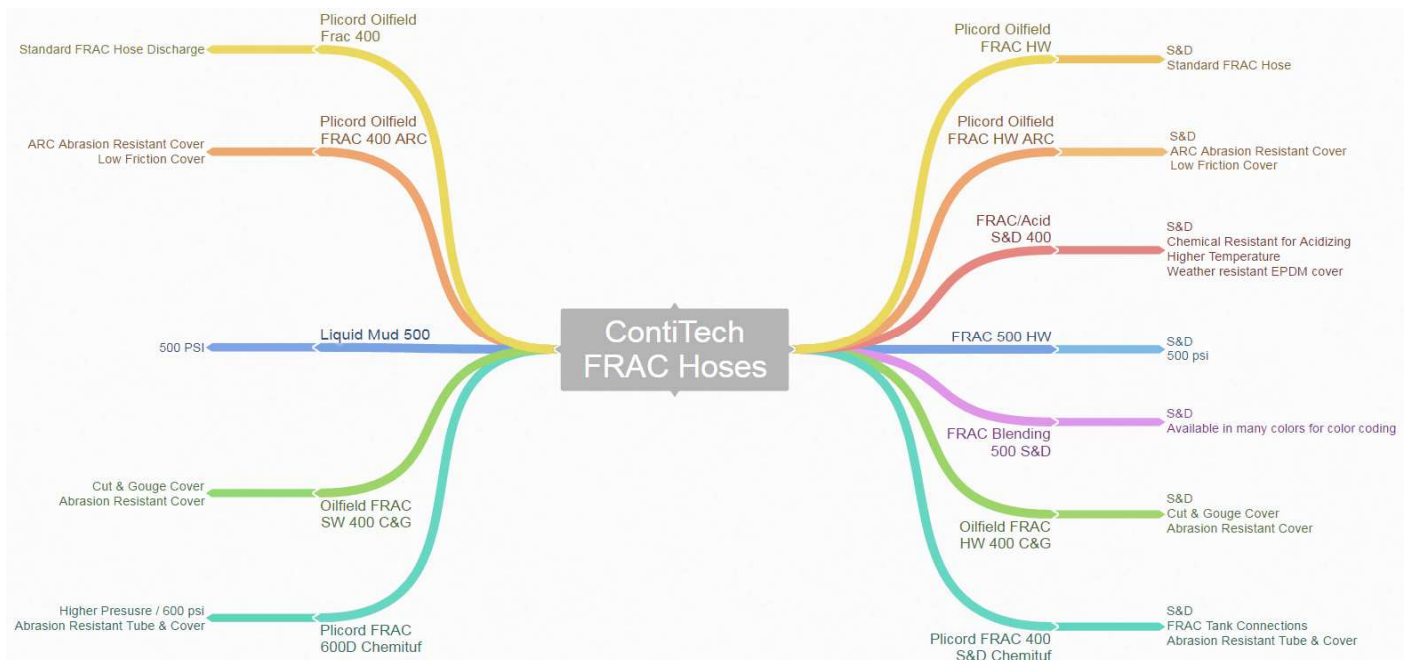 ContiTech
FRAC Hoses
Plicord Oilfield
Frac 400
Standard FRAC Hose Discharge
Plicord Oilfield
FRAC 400 ARC
ARC Abrasion Resistant Cover
Low Friction Cover
Liquid Mud 500
500 PSI
Oilfield FRAC
SW 400 C&G
Cut & Gouge Cover
Abrasion Resistant Cover
Plicord FRAC
600D Chemituf
Higher Presusre / 600 psi
Abrasion Resistant Tube & Cover
Plicord Oilfield
FRAC HW
S&D
Standard FRAC Hose
Plicord Oilfield
FRAC HW ARC
S&D
ARC Abrasion Resistant Cover
Low Friction Cover
FRAC/Acid
S&D 400
S&D
Chemical Resistant for Acidizing
Higher Temperature
Weather resistant EPDM cover
FRAC 500 HW
S&D
500 psi
FRAC Blending
500 S&D
S&D
Available in many colors for color coding
Oilfield FRAC
HW 400 C&G
S&D
Cut & Gouge Cover
Abrasion Resistant Cover
Plicord FRAC 400
S&D Chemituf
S&D
FRAC Tank Connections
Abrasion Resistant Tube & Cover